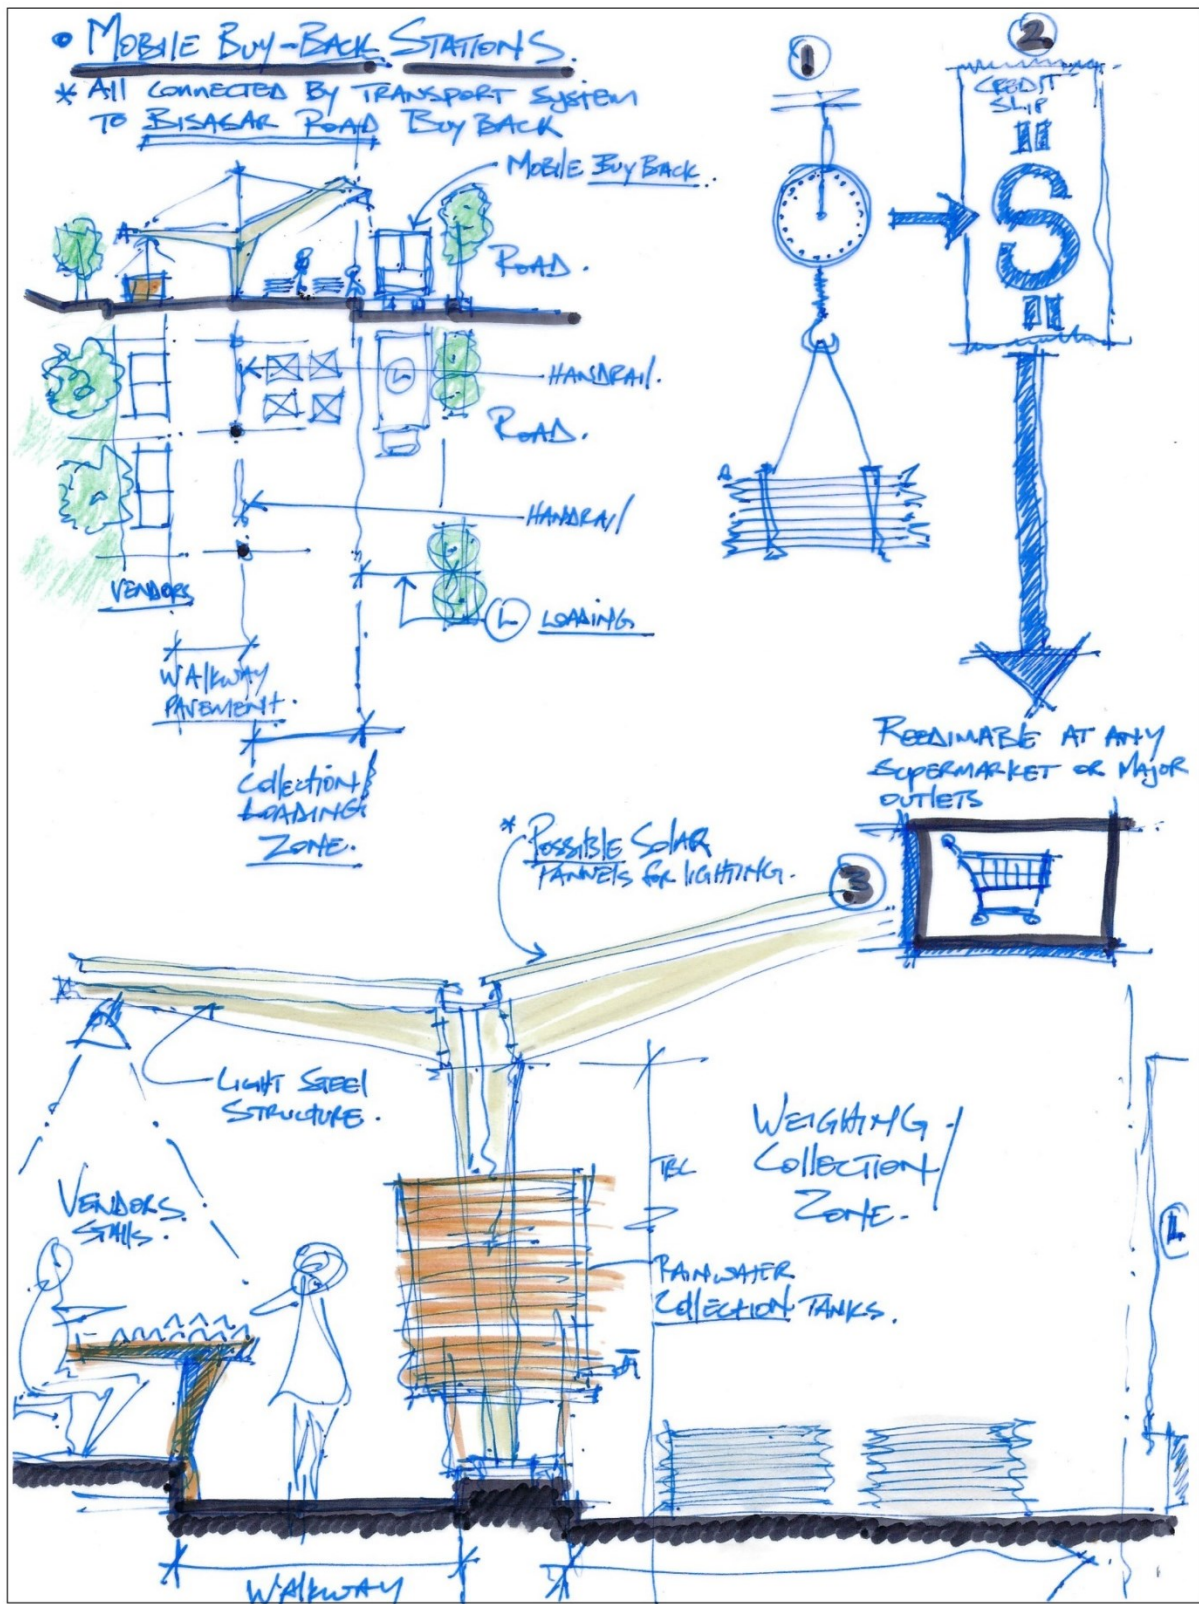 • MOBILE BUY-BACK STATIONS.
* All CONNECTED BY TRANSPORT SYSTEM
TO BISASAR ROAD BUY BACK
MOBILE BUY BACK.
ROAD.
HANDRAIL.
ROAD.
HANDRAIL
VENDORS
L LOADING
L
WALKWAY
PAVEMENT.
COLLECTION/
LOADING
ZONE.
1
2
CREDIT
SLIP
S
REEDIMABLE AT ANY
SUPERMARKET OR MAJOR
OUTLETS
3
* POSSIBLE SOLAR
PANNELS FOR LIGHTING.
LIGHT STEEL
STRUCTURE.
VENDORS
STALLS.
TBC
WEIGHING/
COLLECTION/
ZONE.
RAINWATER
COLLECTION TANKS.
L
WALKWAY